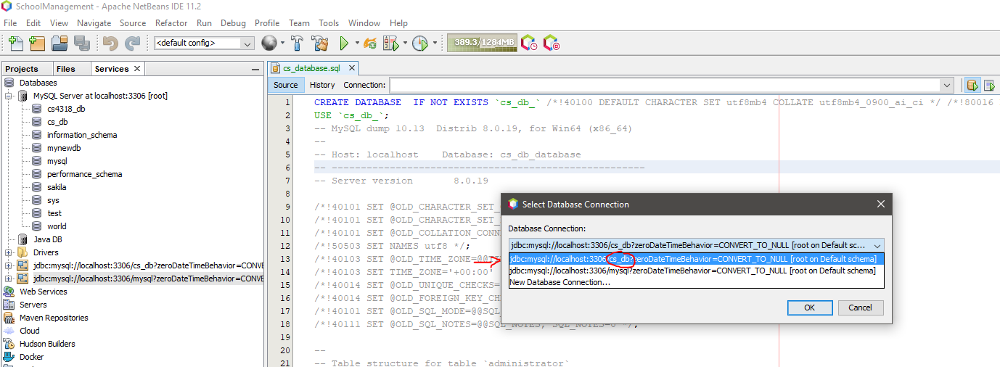 SchoolManagement - Apache NetBeans IDE 11.2
File Edit View Navigate Source Refactor Run Debug Profile Team Tools Window Help
<default config>
389.3/1284MB
Projects Files Services
cs_database.sql
Databases
MySQL Server at localhost:3306 [root]
cs4318_db
cs_db
information_schema
mynewdb
mysql
performance_schema
sakila
sys
test
world
Java DB
Drivers
jdbc:mysql://localhost:3306/cs_db?zeroDateTimeBehavior=CONVE
jdbc:mysql://localhost:3306/mysql?zeroDateTimeBehavior=CONVE
Web Services
Servers
Maven Repositories
Cloud
Hudson Builders
Docker
Source History Connection:
1 CREATE DATABASE  IF NOT EXISTS `cs_db_` /*!40100 DEFAULT CHARACTER SET utf8mb4 COLLATE utf8mb4_0900_ai_ci */ /*!80016
2 USE `cs_db_`;
3 -- MySQL dump 10.13  Distrib 8.0.19, for Win64 (x86_64)
4 --
5 -- Host: localhost    Database: cs_db_database
6 -- ------------------------------------------------------
7 -- Server version       8.0.19
8
9 /*!40101 SET @OLD_CHARACTER_SET_
10 /*!40101 SET @OLD_CHARACTER_SET_
11 /*!40101 SET @OLD_COLLATION_CONN
12 /*!50503 SET NAMES utf8 */;
13 /*!40103 SET @OLD_TIME_ZONE=@@T
14 /*!40103 SET TIME_ZONE='+00:00'
15 /*!40014 SET @OLD_UNIQUE_CHECKS=
16 /*!40014 SET @OLD_FOREIGN_KEY_CH
17 /*!40101 SET @OLD_SQL_MODE=@@SQL
18 /*!40111 SET @OLD_SQL_NOTES=@@SQL_NOTES, SQL_NOTES=0 */;
19
20 --
21 -- Table structure for table `administrator`
Select Database Connection
Database Connection:
jdbc:mysql://localhost:3306/cs_db?zeroDateTimeBehavior=CONVERT_TO_NULL [root on Default sc...
jdbc:mysql://localhost:3306/cs_db?zeroDateTimeBehavior=CONVERT_TO_NULL [root on Default schema]
jdbc:mysql://localhost:3306/mysql?zeroDateTimeBehavior=CONVERT_TO_NULL [root on Default schema]
New Database Connection...
OK Cancel